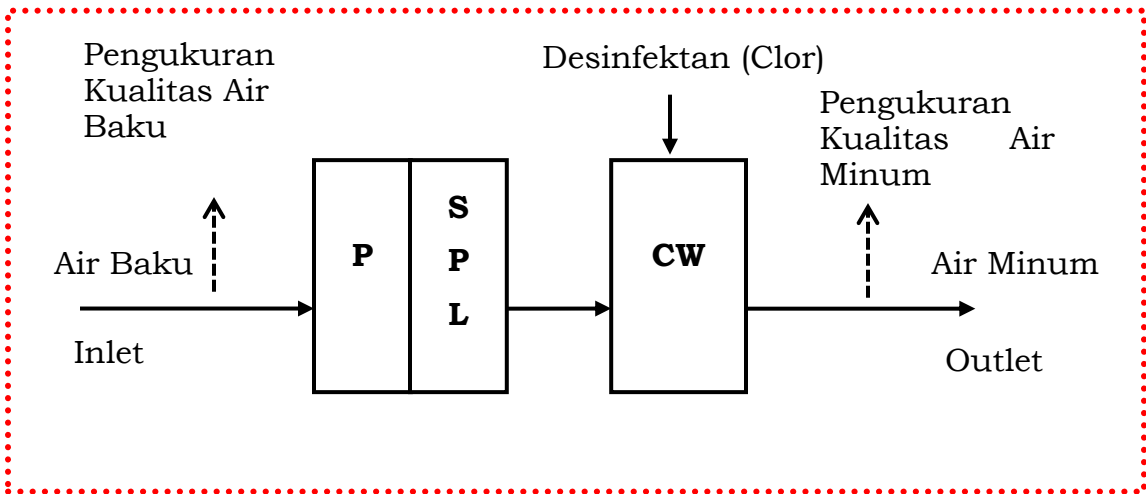 Pengukuran
Kualitas Air
Baku
Desinfektan (Clor)
Pengukuran
Kualitas Air
Minum
Air Baku
Inlet
P
S
P
L
CW
Air Minum
Outlet